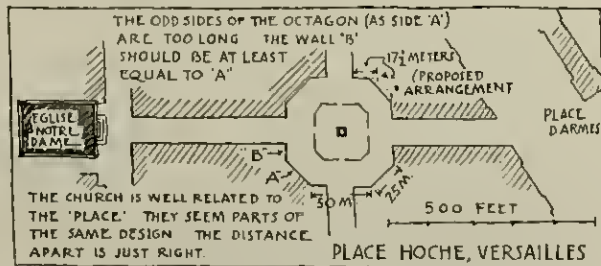 THE ODD SIDES OF THE OCTAGON (AS SIDE 'A')
ARE TOO LONG THE WALL 'B'
SHOULD BE AT LEAST
EQUAL TO "A"
17½ METERS
(PROPOSED
ARRANGEMENT
PLACE
D'ARMES
EGLISE
NOTRE
DAME
B
A
30 M.
25 M.
500 FEET
THE CHURCH IS WELL RELATED
TO THE 'PLACE' THEY SEEM PARTS OF
THE SAME DESIGN THE DISTANCE
APART IS JUST RIGHT.
PLACE HOCHE, VERSAILLES